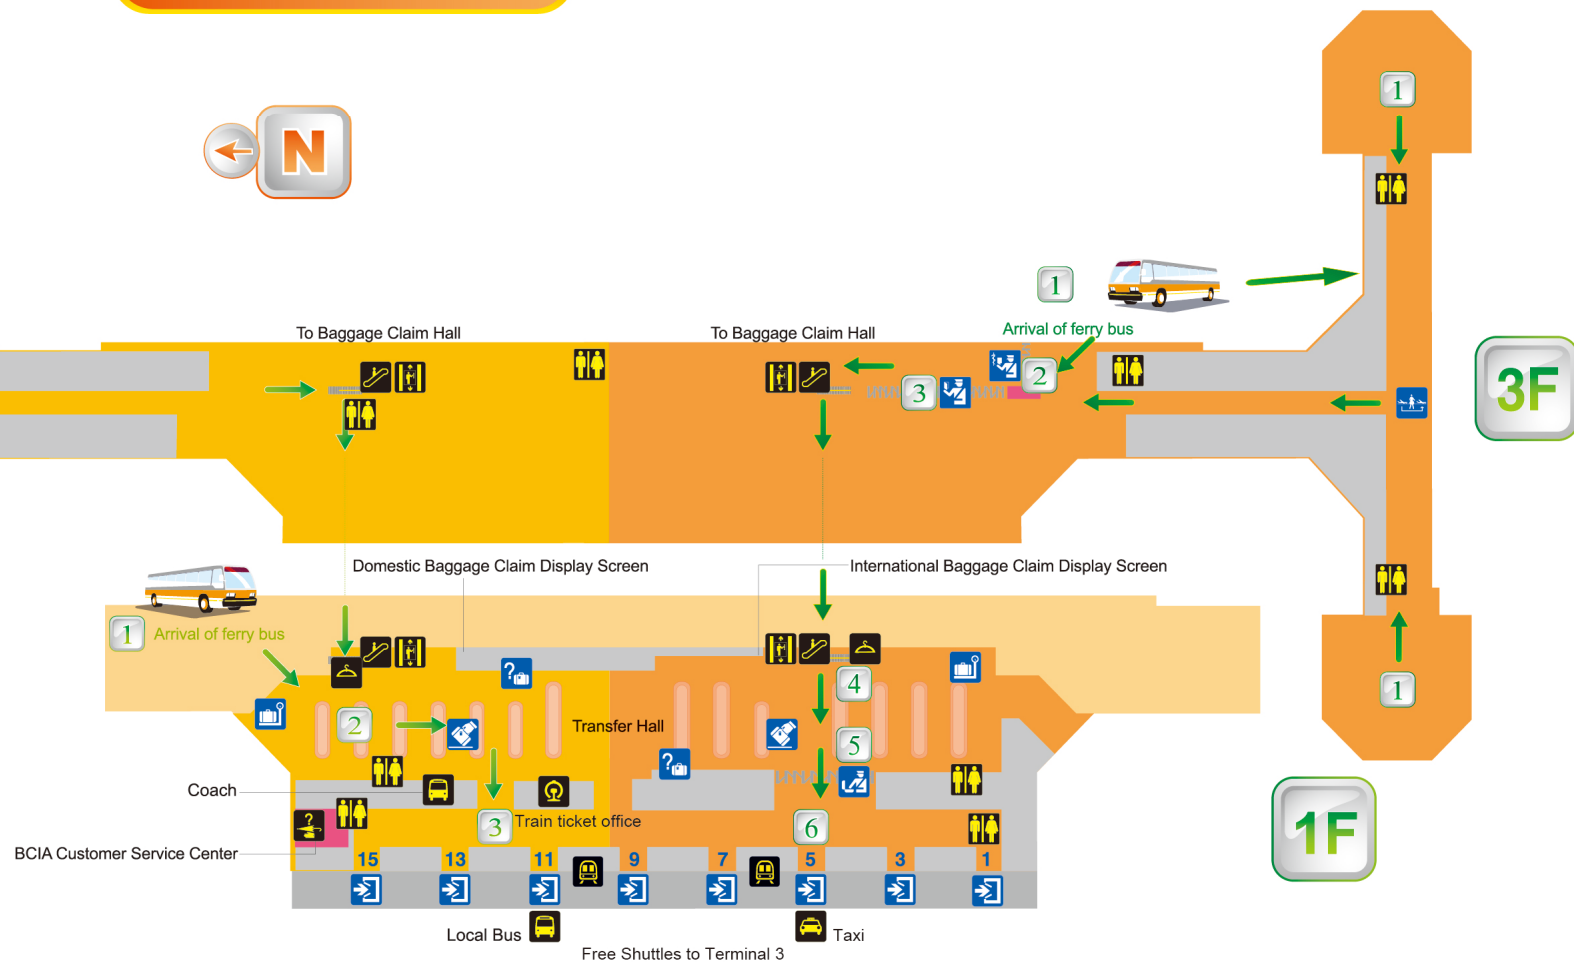 N
1
1
Arrival of ferry bus
To Baggage Claim Hall
To Baggage Claim Hall
2
3
3F
Domestic Baggage Claim Display Screen
International Baggage Claim Display Screen
1
Arrival of ferry bus
?
4
1
2
Transfer Hall
5
?
Coach
3
Train ticket office
6
?
BCIA Customer Service Center
15
13
11
9
7
5
3
1
1F
Local Bus
Taxi
Free Shuttles to Terminal 3